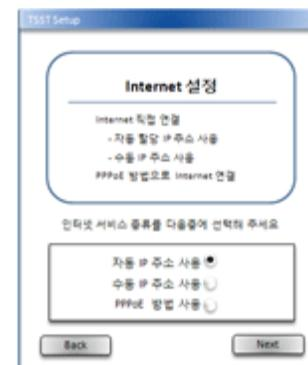 TSST Setup
Internet 설정
Internet 직접 연결
- 자동 할당 IP 주소 사용
- 수동 IP 주소 사용
PPPoE 방법으로 Internet 연결
인터넷 서비스 종류를 다음중에 선택해 주세요
자동 IP 주소 사용
수동 IP 주소 사용
PPPoE 방법 사용
Back
Next